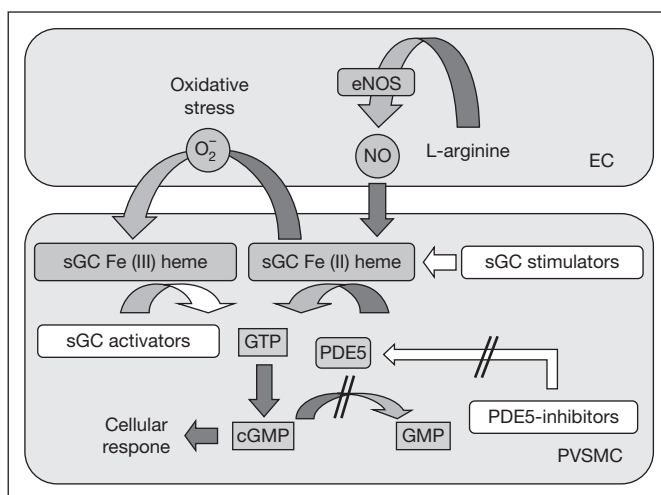 Oxidative
stress
eNOS
O₂⁻
NO
L-arginine
EC
sGC Fe (III) heme
sGC Fe (II) heme
sGC stimulators
sGC activators
GTP
PDE5
Cellular
respone
cGMP
GMP
PDE5-inhibitors
PVSMC